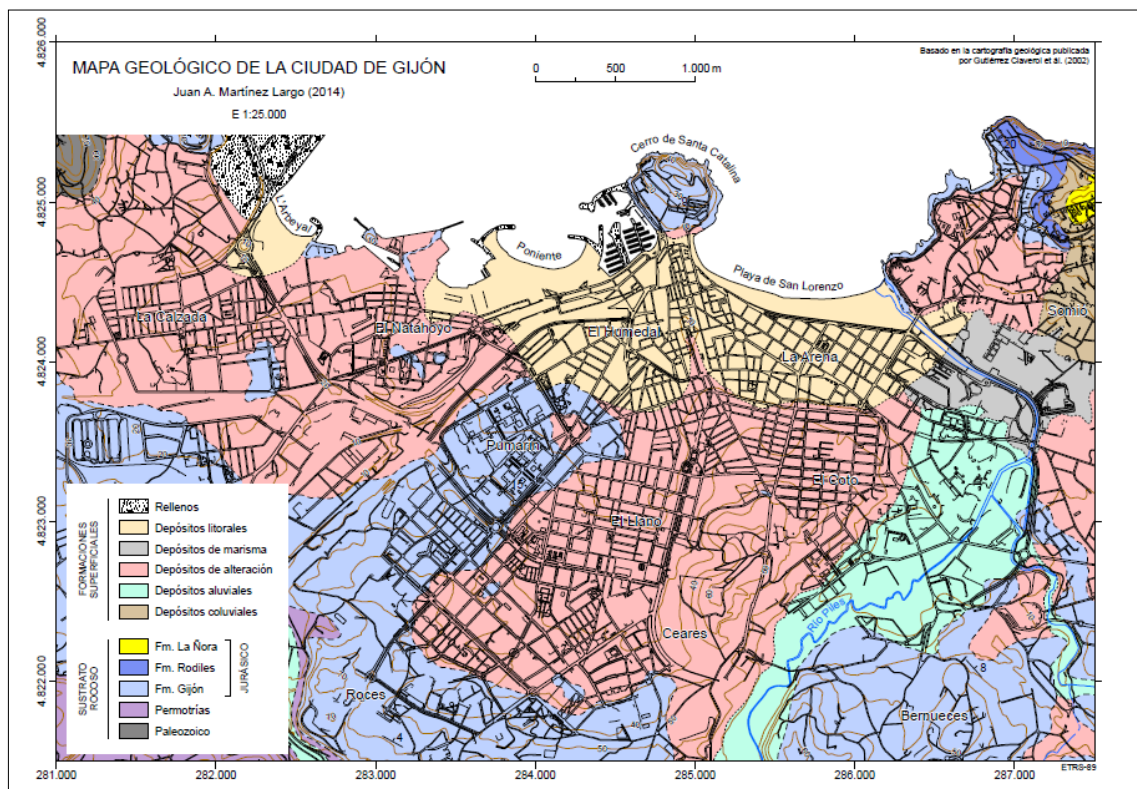 MAPA GEOLÓGICO DE LA CIUDAD DE GIJÓN
Juan A. Martínez Largo (2014)
E 1:25.000
0 500 1.000 m
Basado en la cartografía geológica publicada
por Gutiérrez Claverol et ál. (2002)
4.826.000
4.825.000
4.824.000
4.823.000
4.822.000
Cerro de Santa Catalina
L'Arbeyal
Poniente
Playa de San Lorenzo
Somió
La Calzada
El Natahoyo
El Humedal
La Arena
Pumarín
El Coto
El Llano
Río Piles
Ceares
Roces
Bernueces
FORMACIONES
SUPERFICIALES
Rellenos
Depósitos litorales
Depósitos de marisma
Depósitos de alteración
Depósitos aluviales
Depósitos coluviales
SUSTRATO
ROCOSO
Fm. La Ñora
Fm. Rodiles
Fm. Gijón
JURÁSICO
Permotrías
Paleozoico
281.000 282.000 283.000 284.000 285.000 286.000 287.000
ETRS-89